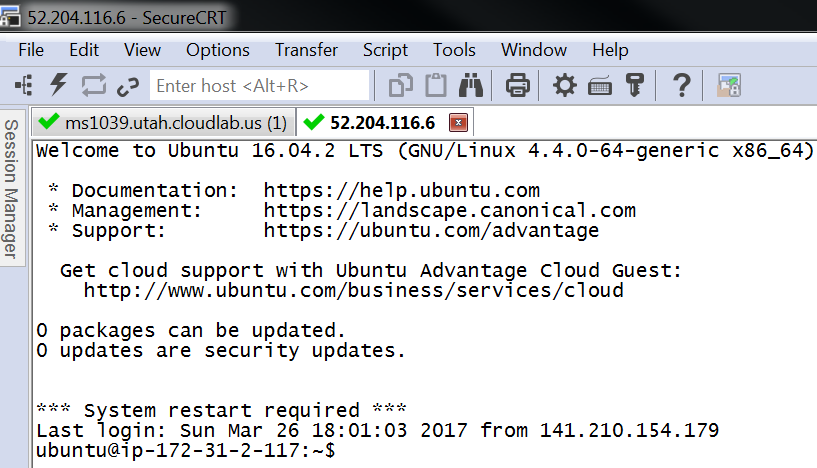 52.204.116.6 - SecureCRT
File Edit View Options Transfer Script Tools Window Help
Enter host <Alt+R>
Session Manager
ms1039.utah.cloudlab.us (1) 52.204.116.6
Welcome to Ubuntu 16.04.2 LTS (GNU/Linux 4.4.0-64-generic x86_64)
* Documentation: https://help.ubuntu.com
* Management: https://landscape.canonical.com
* Support: https://ubuntu.com/advantage
Get cloud support with Ubuntu Advantage Cloud Guest:
http://www.ubuntu.com/business/services/cloud
0 packages can be updated.
0 updates are security updates.
*** System restart required ***
Last login: Sun Mar 26 18:01:03 2017 from 141.210.154.179
ubuntu@ip-172-31-2-117:~$